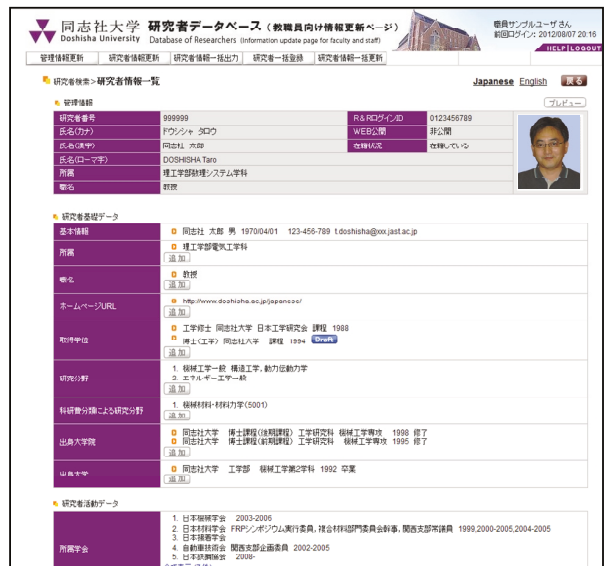 同志社大学 研究者データベース（教職員向け情報更新ページ）
Doshisha University Database of Researchers (Information update page for faculty and staff)
職員サンプルユーザさん
前回ログイン: 2012/08/07 20:16
HELP | LOGOUT
管理情報更新 研究者情報更新 研究者情報一括出力 研究者一括登録 研究者情報一括更新
研究者検索>研究者情報一覧 Japanese English 戻る
管理情報 プレビュー
研究者番号 999999 R&RログインID 0123456789
氏名(カナ) ドウシシャ タロウ WEB公開 非公開
氏名(漢字) 同志社 太郎 在籍状況 在籍している
氏名(ローマ字) DOSHISHA Taro
所属 理工学部数理システム学科
職名 教授
研究者基礎データ
基本情報 同志社 太郎 男 1970/04/01 123-456-789 t.doshisha@xxx.jast.ac.jp
所属 理工学部電気工学科
追加
職名 教授
追加
ホームページURL http://www.doshisha.ac.jp/japanese/
追加
取得学位 工学修士 同志社大学 日本工学研究会 課程 1988
博士(工学) 同志社大学 課程 1994 Draft
追加
研究分野 1. 機械工学一般 構造工学,動力伝動力学
2. エネルギー工学一般
追加
科研費分類による研究分野 1. 機械材料・材料力学(5001)
追加
出身大学院 同志社大学 博士課程(後期課程) 工学研究科 機械工学専攻 1998 修了
同志社大学 博士課程(前期課程) 工学研究科 機械工学専攻 1995 修了
追加
出身大学 同志社大学 工学部 機械工学第2学科 1992 卒業
追加
研究者活動データ
所属学会 1. 日本機械学会 2003-2006
2. 日本材料学会 FRPシンポジウム実行委員,複合材料部門委員会幹事,関西支部常議員 1999,2000-2005,2004-2005
3. 日本接着学会
4. 自動車技術会 関西支部企画委員 2002-2005
5. 日本鉄鋼協会 2008-